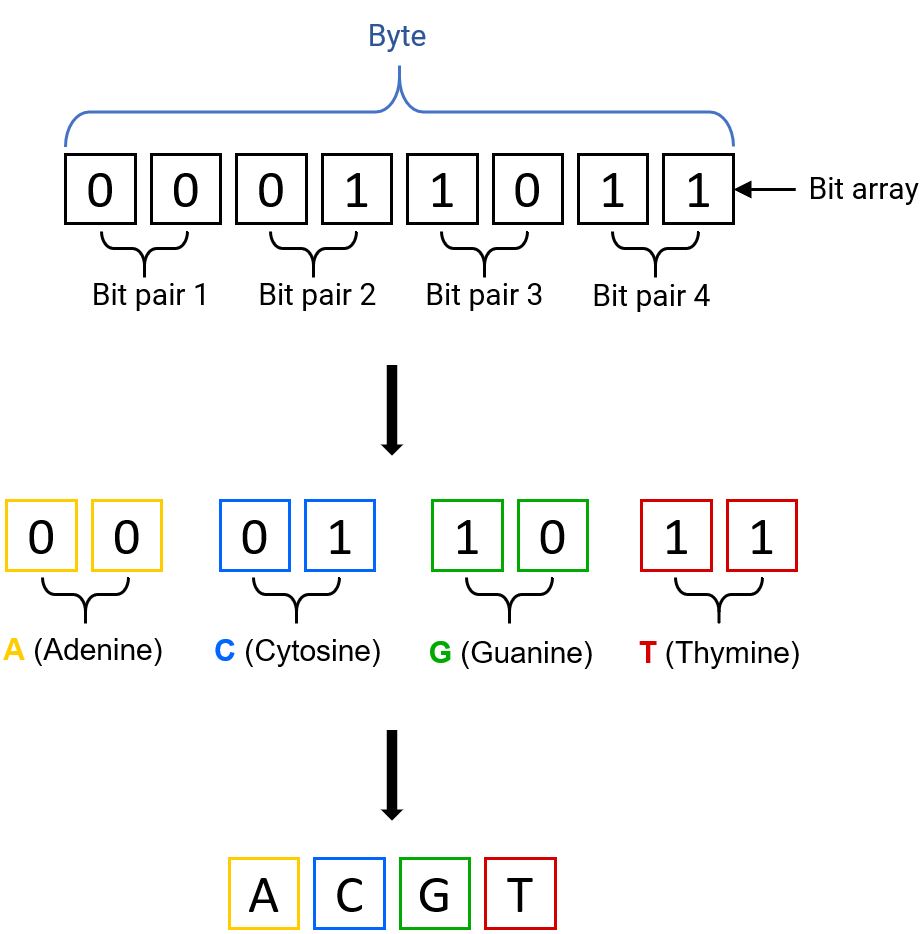 Byte
0 0 0 1 1 0 1 1 Bit array
Bit pair 1 Bit pair 2 Bit pair 3 Bit pair 4
0 0 0 1 1 0 1 1
A (Adenine) C (Cytosine) G (Guanine) T (Thymine)
A C G T